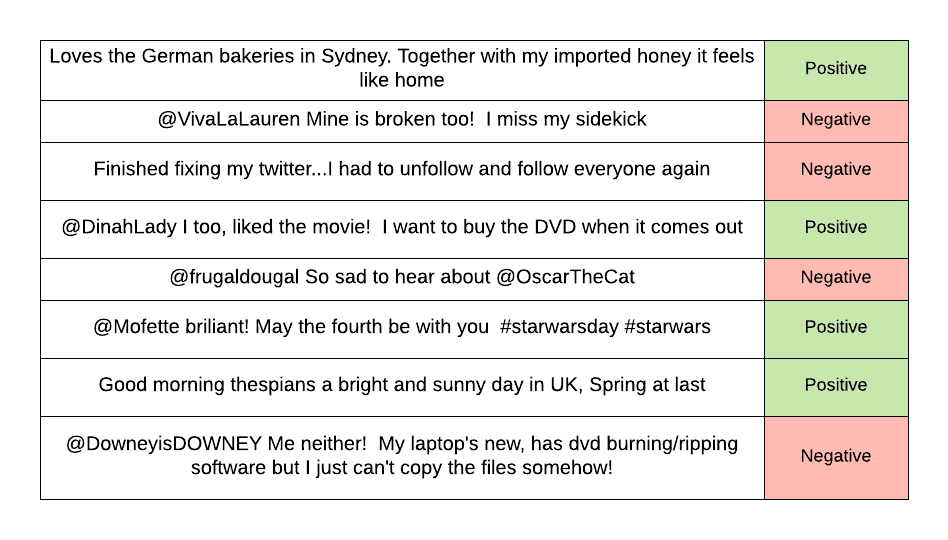 Loves the German bakeries in Sydney. Together with my imported honey it feels
like home
Positive
@VivaLaLauren Mine is broken too!  I miss my sidekick
Negative
Finished fixing my twitter...I had to unfollow and follow everyone again
Negative
@DinahLady I too, liked the movie!  I want to buy the DVD when it comes out
Positive
@frugaldougal So sad to hear about @OscarTheCat
Negative
@Mofette briliant! May the fourth be with you  #starwarsday #starwars
Positive
Good morning thespians a bright and sunny day in UK, Spring at last
Positive
@DowneyisDOWNEY Me neither!  My laptop's new, has dvd burning/ripping
software but I just can't copy the files somehow!
Negative